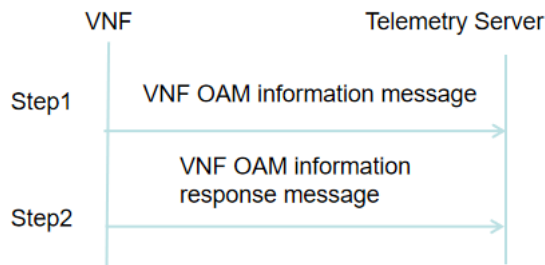 VNF
Telemetry Server
Step1
VNF OAM information message
VNF OAM information
response message
Step2